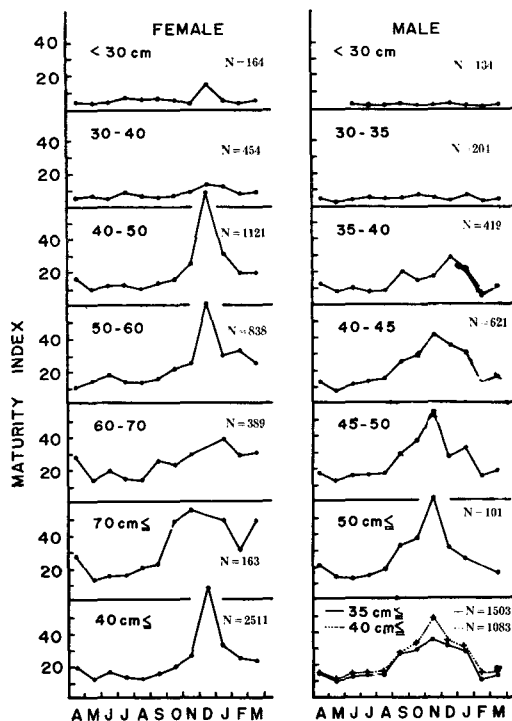 FEMALE
MALE
MATURITY INDEX
40
20
< 30 cm
N=164
40
20
30-40
N=454
40
20
40-50
N=1121
40
20
50-60
N=838
40
20
60-70
N=389
40
20
70 cm≦
N=163
40
20
40 cm≦
N=2511
A M J J A S O N D J F M
< 30 cm
N=134
30-35
N=201
35-40
N=419
40-45
N=621
45-50
50 cm≦
N=101
35 cm≦
N=1503
40 cm≦
N=1083
A M J J A S O N D J F M